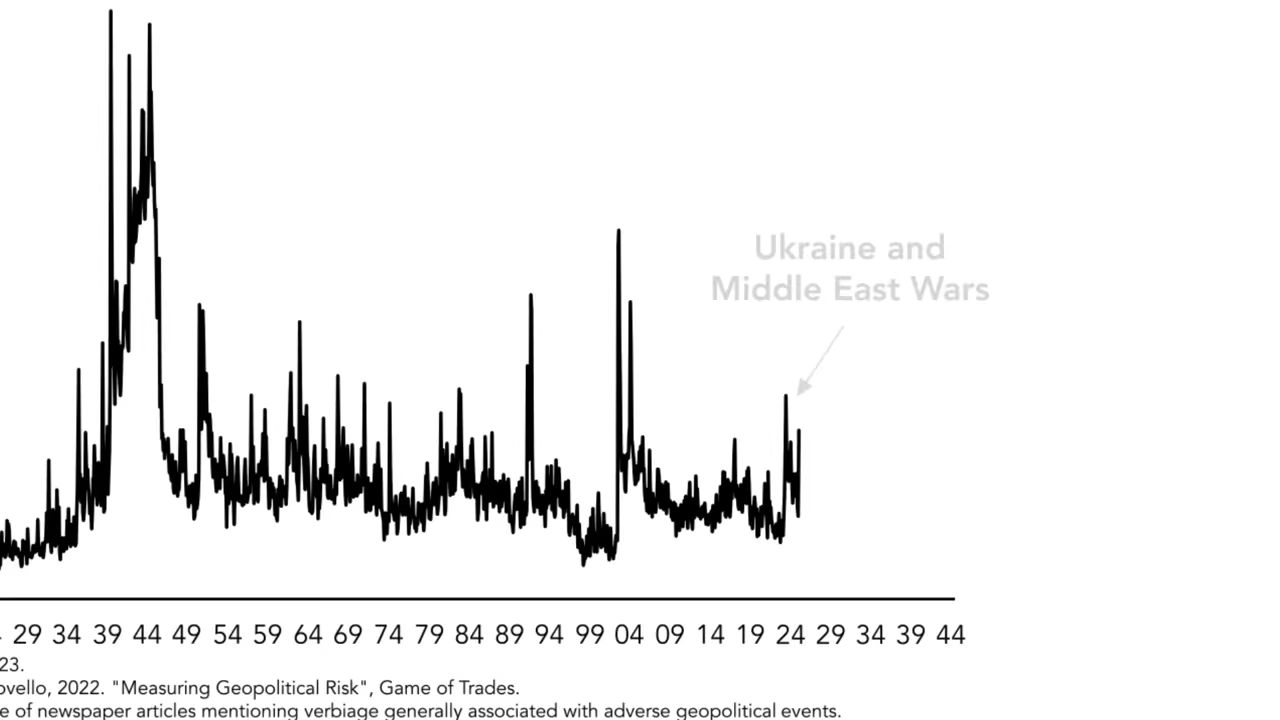 Ukraine and
Middle East Wars
29 34 39 44 49 54 59 64 69 74 79 84 89 94 99 04 09 14 19 24 29 34 39 44
23.
ovello, 2022. "Measuring Geopolitical Risk", Game of Trades.
e of newspaper articles mentioning verbiage generally associated with adverse geopolitical events.